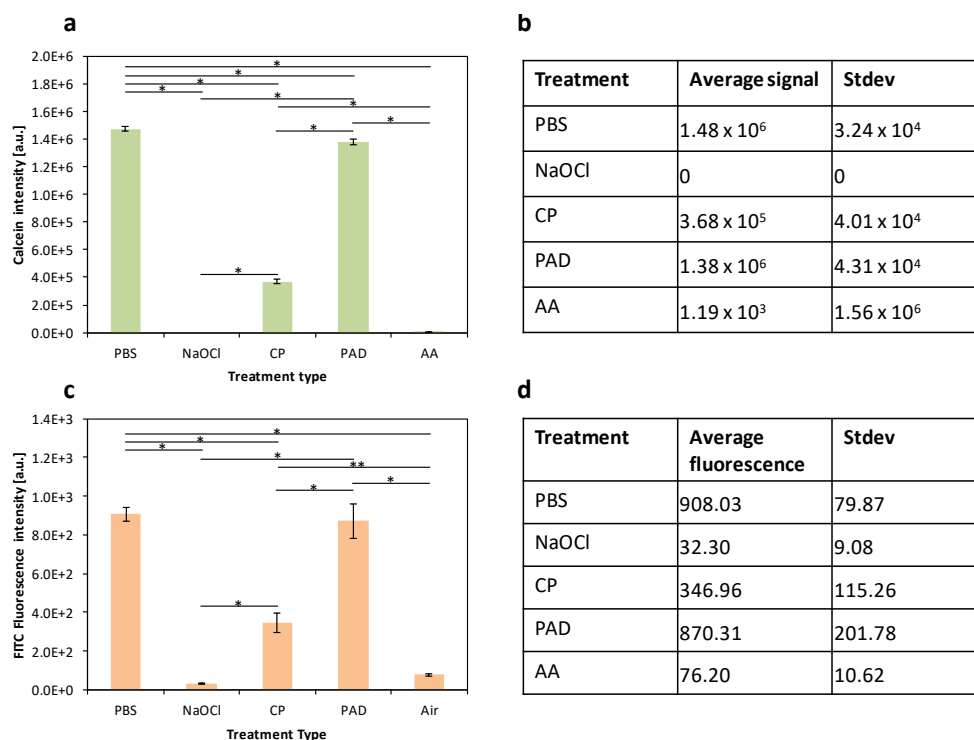 a
2.0E+6
1.8E+6
1.6E+6
1.4E+6
1.2E+6
1.0E+6
8.0E+5
6.0E+5
4.0E+5
2.0E+5
0.0E+0
Calcein intensity [a.u.]
*
*
* *
*
*
* *
*
PBS NaOCl CP PAD AA
Treatment type
b
Treatment Average signal Stdev
PBS 1.48 x 10⁶ 3.24 x 10⁴
NaOCl 0 0
CP 3.68 x 10⁵ 4.01 x 10⁴
PAD 1.38 x 10⁶ 4.31 x 10⁴
AA 1.19 x 10³ 1.56 x 10⁶
c
1.4E+3
1.2E+3
1.0E+3
8.0E+2
6.0E+2
4.0E+2
2.0E+2
0.0E+0
FITC Fluorescence intensity [a.u.]
*
*
*
*
**
* *
*
PBS NaOCl CP PAD Air
Treatment Type
d
Treatment Average Stdev
fluorescence
PBS 908.03 79.87
NaOCl 32.30 9.08
CP 346.96 115.26
PAD 870.31 201.78
AA 76.20 10.62